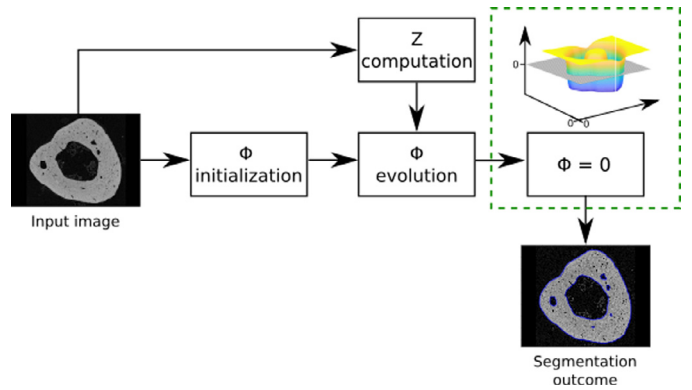 Z
computation
0
0
0
Φ
initialization
Φ
evolution
Φ = 0
Input image
Segmentation
outcome